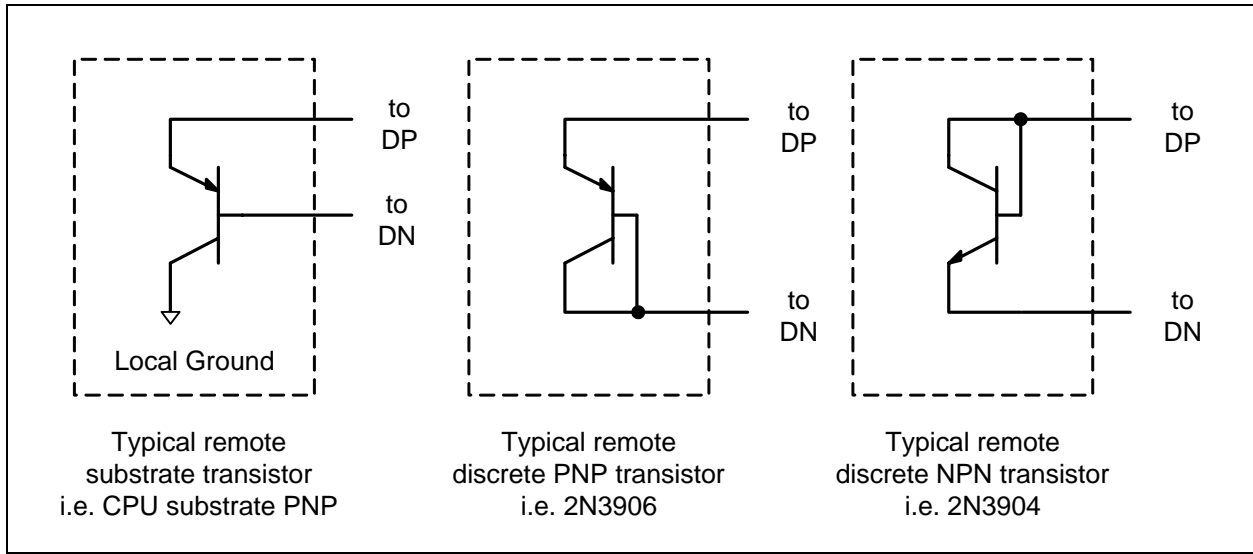 to
DP
to
DN
Local Ground
Typical remote
substrate transistor
i.e. CPU substrate PNP
to
DP
to
DN
Typical remote
discrete PNP transistor
i.e. 2N3906
to
DP
to
DN
Typical remote
discrete NPN transistor
i.e. 2N3904